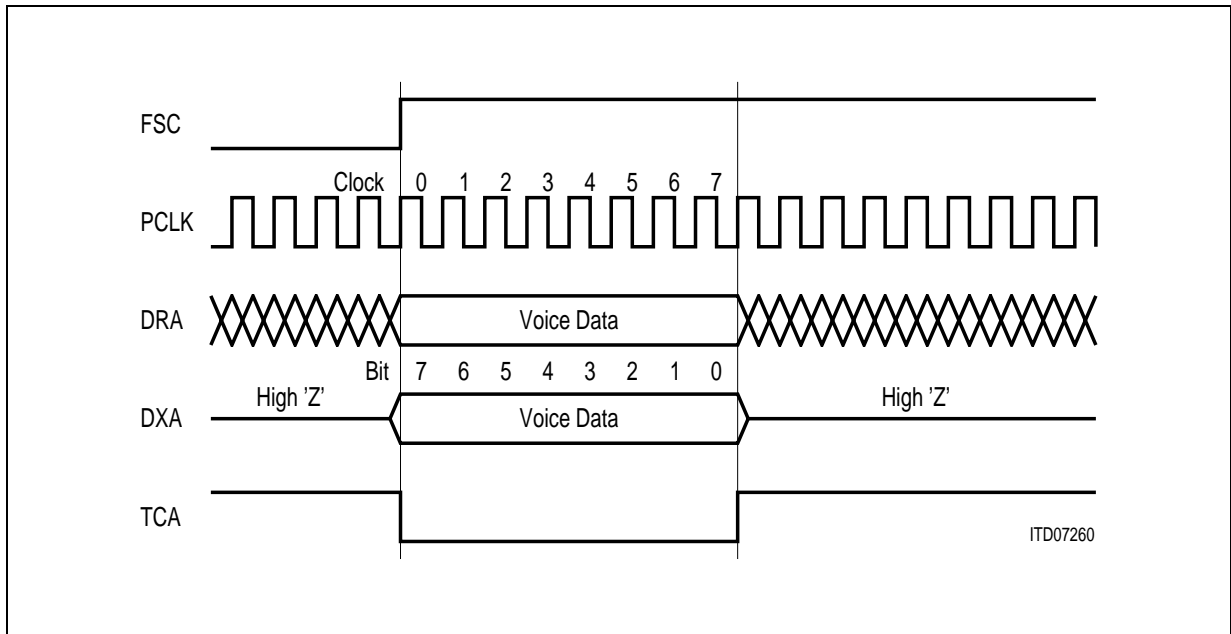 FSC
Clock 0 1 2 3 4 5 6 7
PCLK
DRA Voice Data
Bit 7 6 5 4 3 2 1 0
High 'Z' High 'Z'
DXA Voice Data
TCA
ITD07260